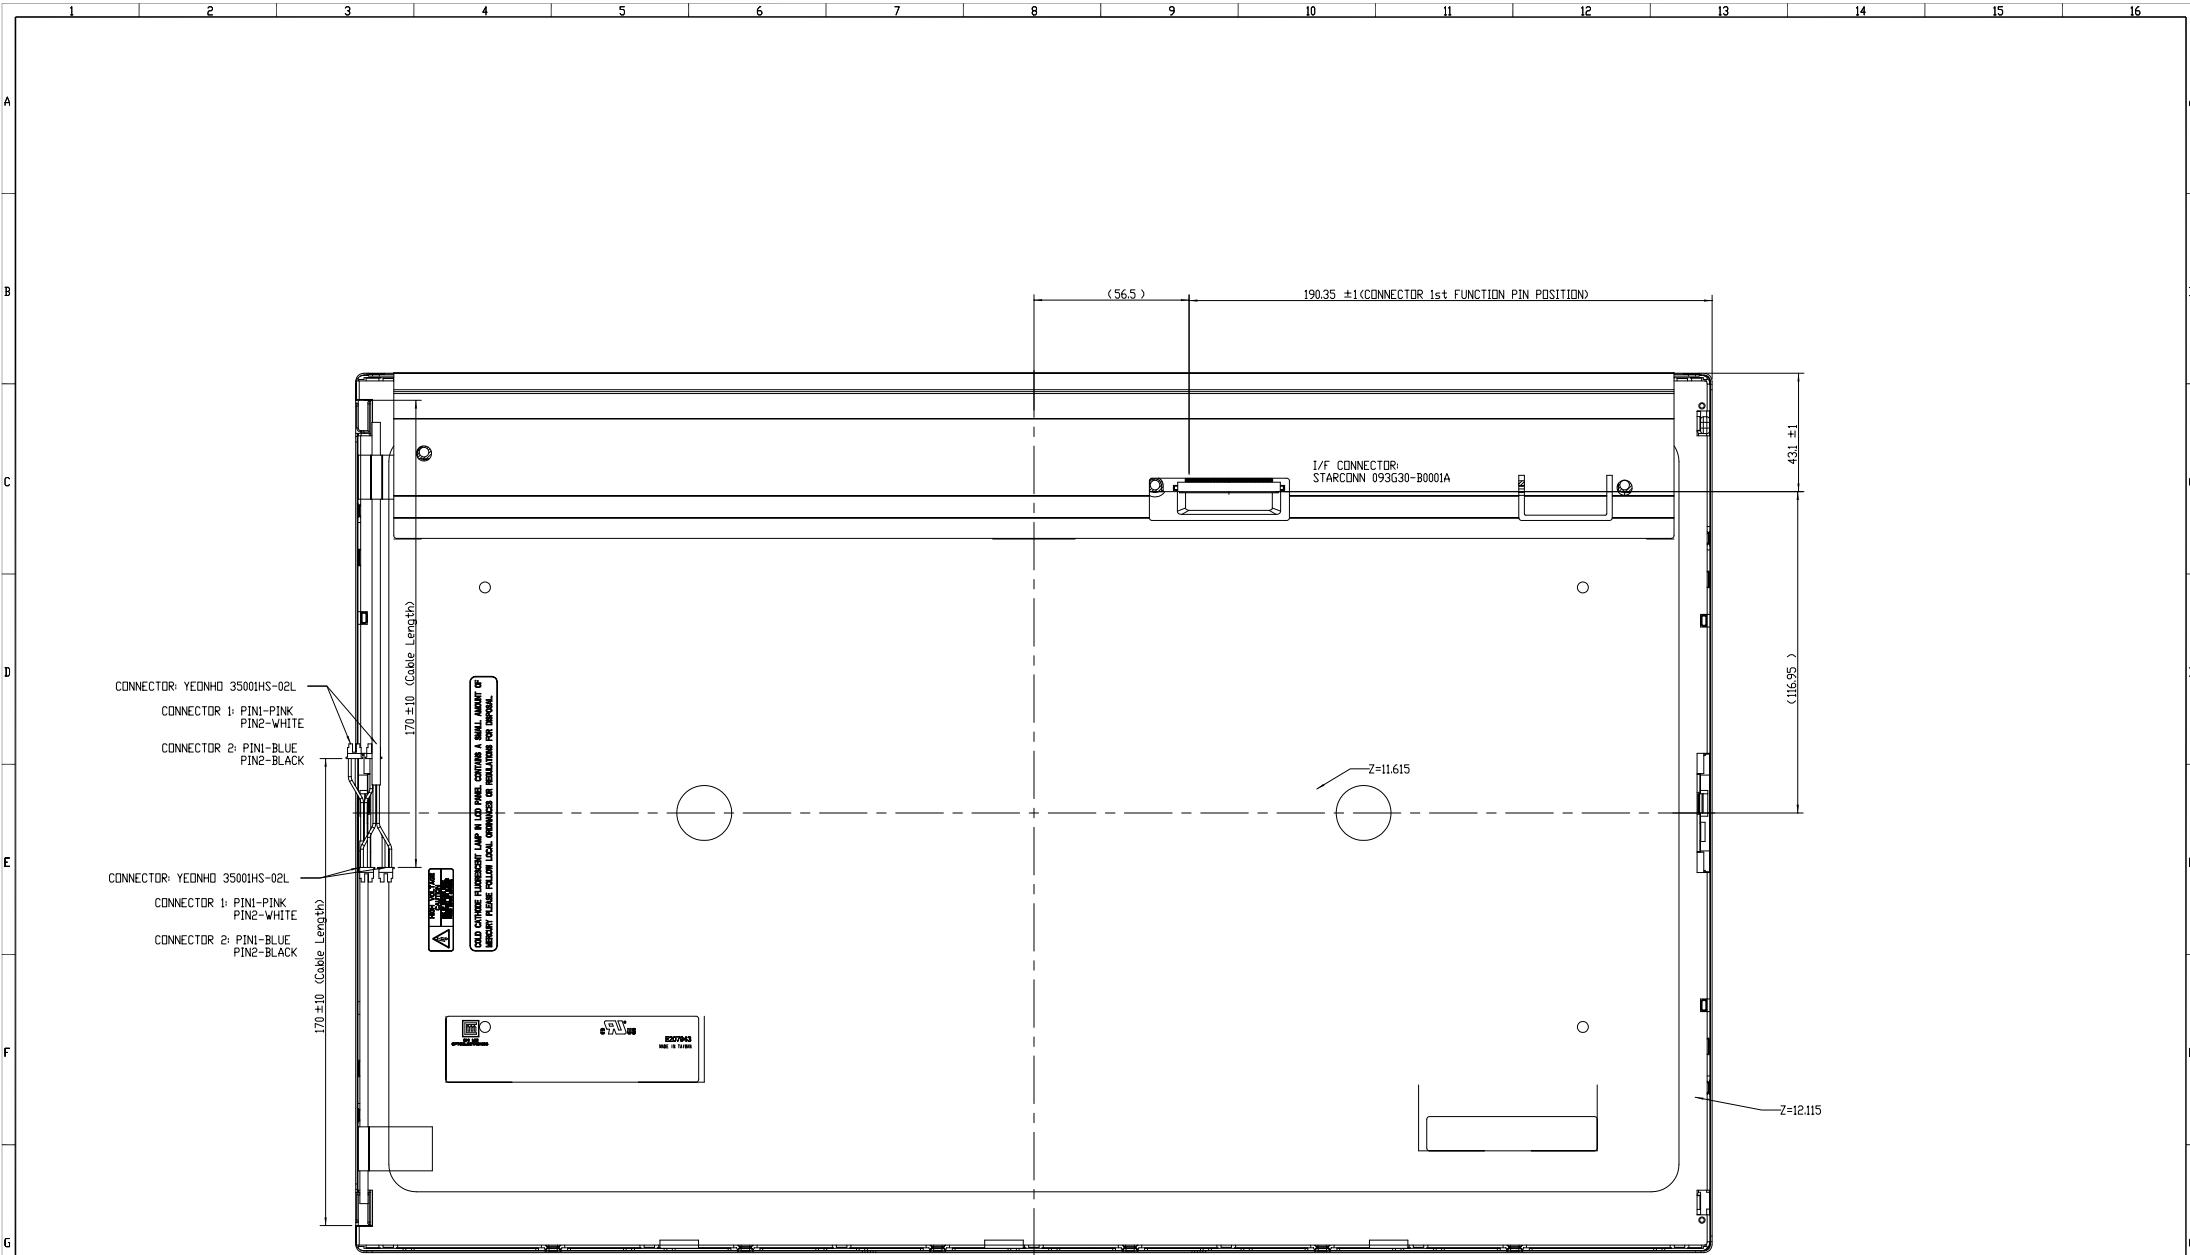 1 2 3 4 5 6 7 8 9 10 11 12 13 14 15 16
A
B
(56.5 )
190.35 ±1(CONNECTOR 1st FUNCTION PIN POSITION)
43.1 ±1
C
I/F CONNECTOR:
STARCONN 093G30-B0001A
170 ±10 (Cable Length)
D
CONNECTOR: YEONHO 35001HS-02L
CONNECTOR 1: PIN1-PINK
PIN2-WHITE
CONNECTOR 2: PIN1-BLUE
PIN2-BLACK
(116.95 )
COLD CATHODE FLUORESCENT LAMP IN LCD PANEL CONTAINS A SMALL AMOUNT OF
MERCURY PLEASE FOLLOW LOCAL ORDINANCES OR REGULATIONS FOR DISPOSAL.
Z=11.615
E
CONNECTOR: YEONHO 35001HS-02L
CONNECTOR 1: PIN1-PINK
PIN2-WHITE
CONNECTOR 2: PIN1-BLUE
PIN2-BLACK
HIGH VOLTAGE
CAUTION
170 ±10 (Cable Length)
F
c US
E207943
MADE IN TAIWAN
Z=12.115
G